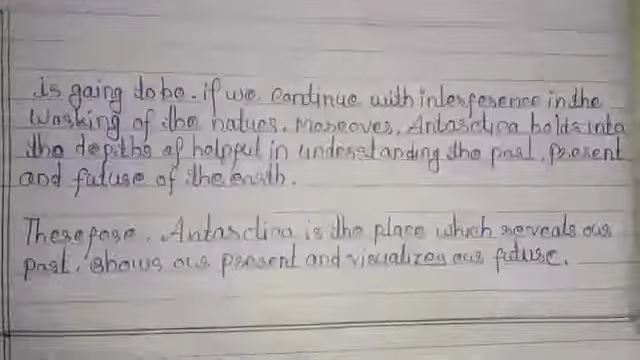 is going to be. if we continue with interference in the
working of the nature. Moreover, Antarctica holds into
the depths of helpful in understanding the past, present
and future of the earth.
Therefore, Antarctica is the place which reveals our
past, shows our present and visualizes our future.